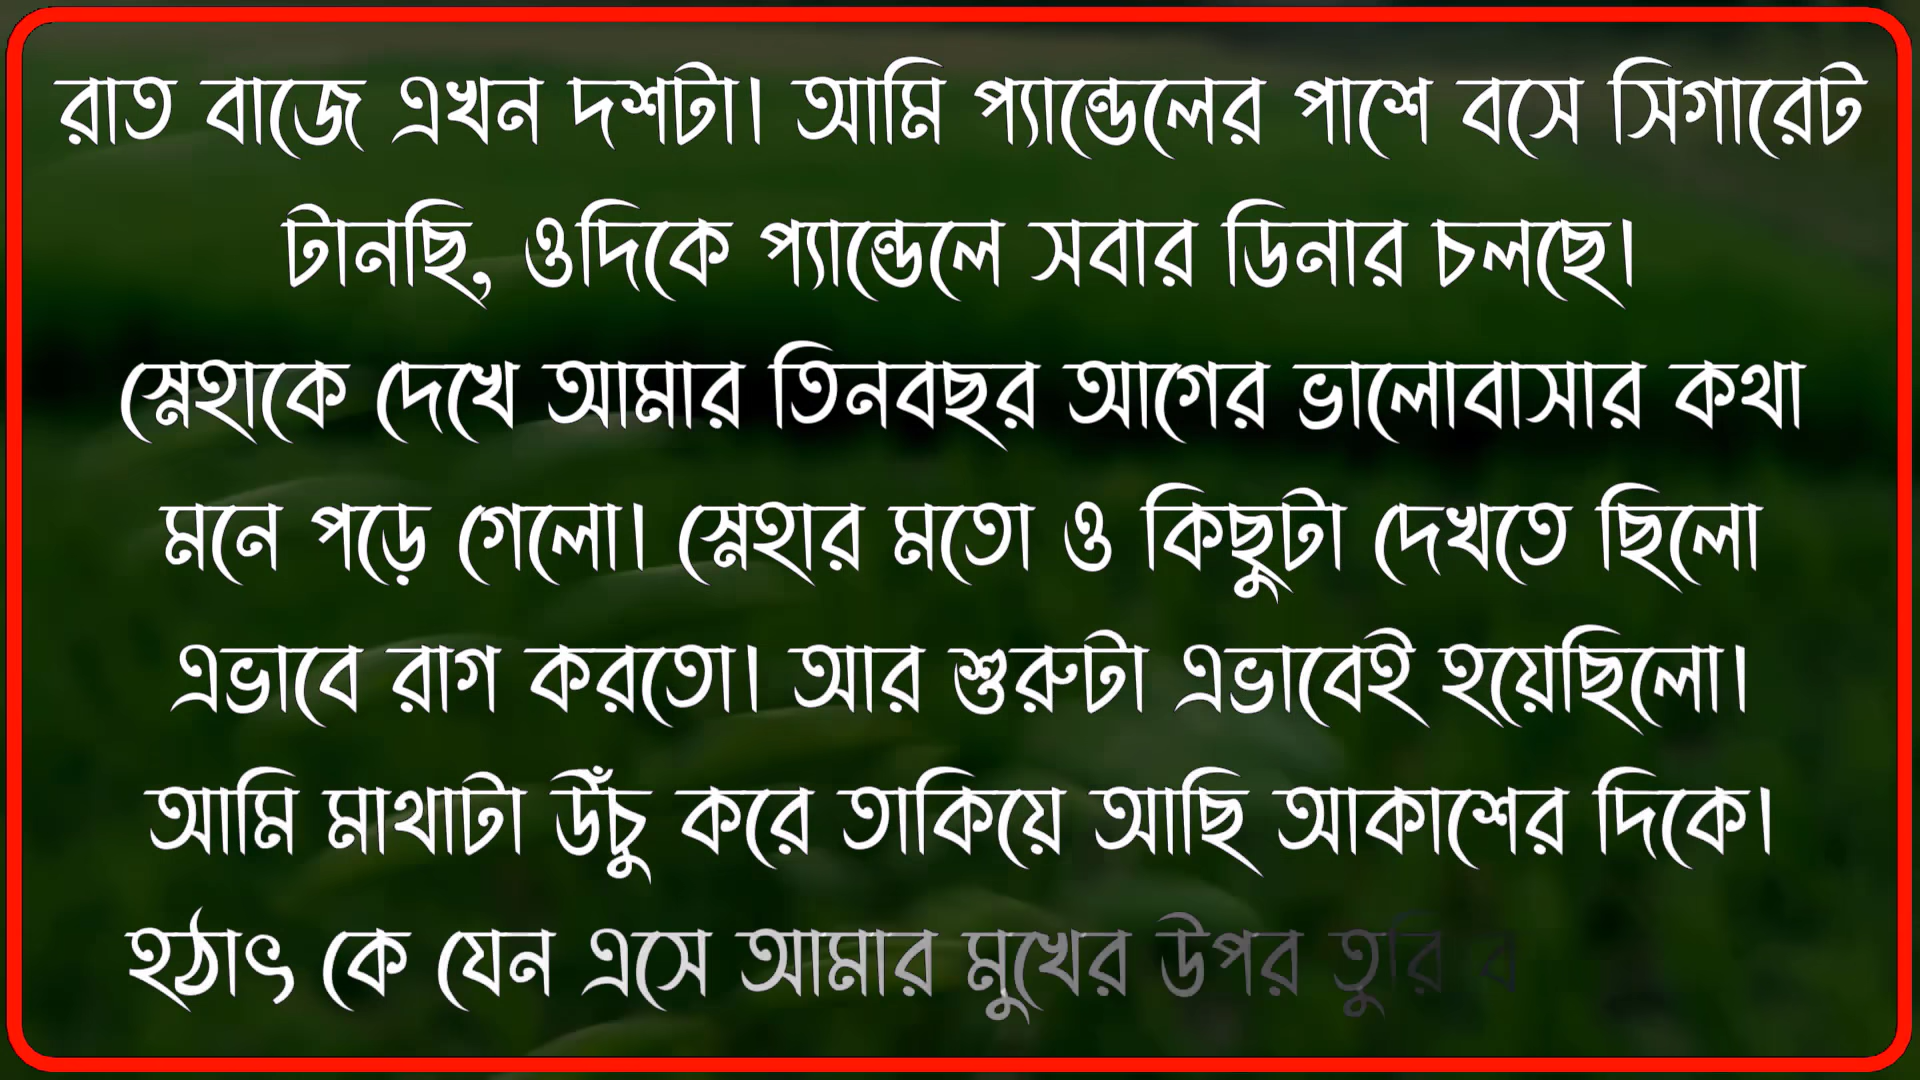 রাত বাজে এখন দশটা। আমি প্যান্ডেলের পাশে বসে সিগারেট
টানছি, ওদিকে প্যান্ডেলে সবার ডিনার চলছে।
স্নেহাকে দেখে আমার তিনবছর আগের ভালোবাসার কথা
মনে পড়ে গেলো। স্নেহার মতো ও কিছুটা দেখতে ছিলো
এভাবে রাগ করতো। আর শুরুটা এভাবেই হয়েছিলো।
আমি মাথাটা উঁচু করে তাকিয়ে আছি আকাশের দিকে।
হঠাৎ কে যেন এসে আমার মুখের উপর তুরি